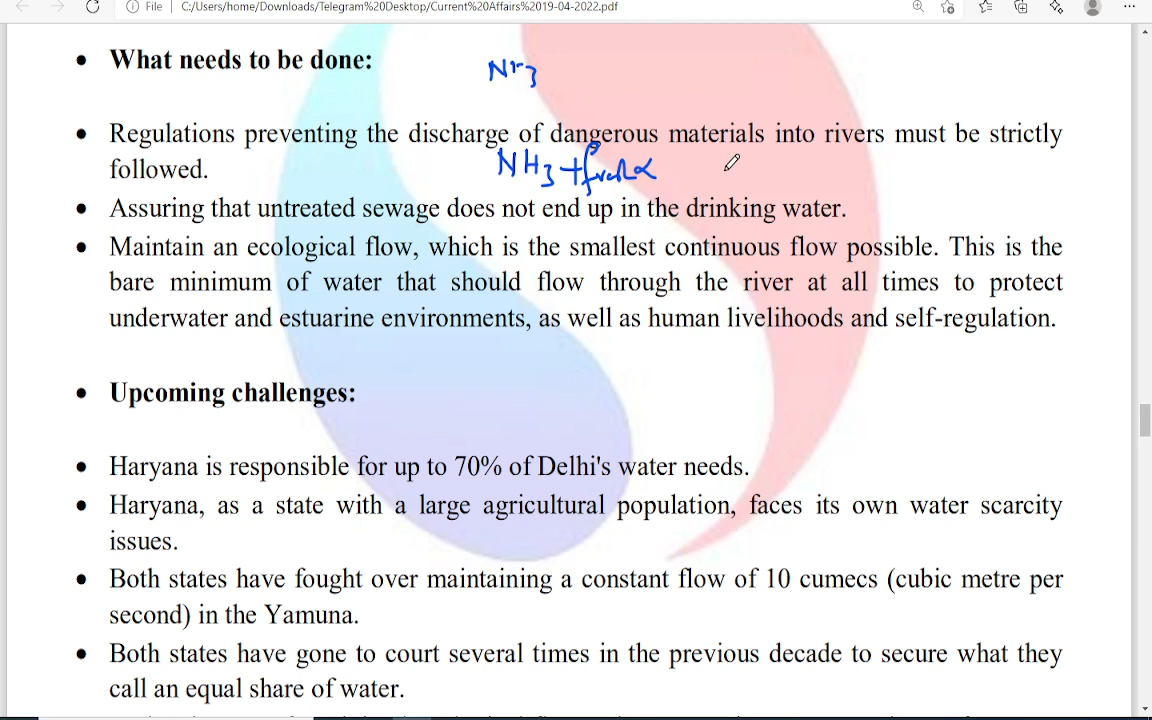 File | C:/Users/home/Downloads/Telegram%20Desktop/Current%20Affairs%2019-04-2022.pdf
• What needs to be done:
• Regulations preventing the discharge of dangerous materials into rivers must be strictly
followed.
NH3 +
• Assuring that untreated sewage does not end up in the drinking water.
• Maintain an ecological flow, which is the smallest continuous flow possible. This is the
bare minimum of water that should flow through the river at all times to protect
underwater and estuarine environments, as well as human livelihoods and self-regulation.
• Upcoming challenges:
• Haryana is responsible for up to 70% of Delhi's water needs.
• Haryana, as a state with a large agricultural population, faces its own water scarcity
issues.
• Both states have fought over maintaining a constant flow of 10 cumecs (cubic metre per
second) in the Yamuna.
• Both states have gone to court several times in the previous decade to secure what they
call an equal share of water.